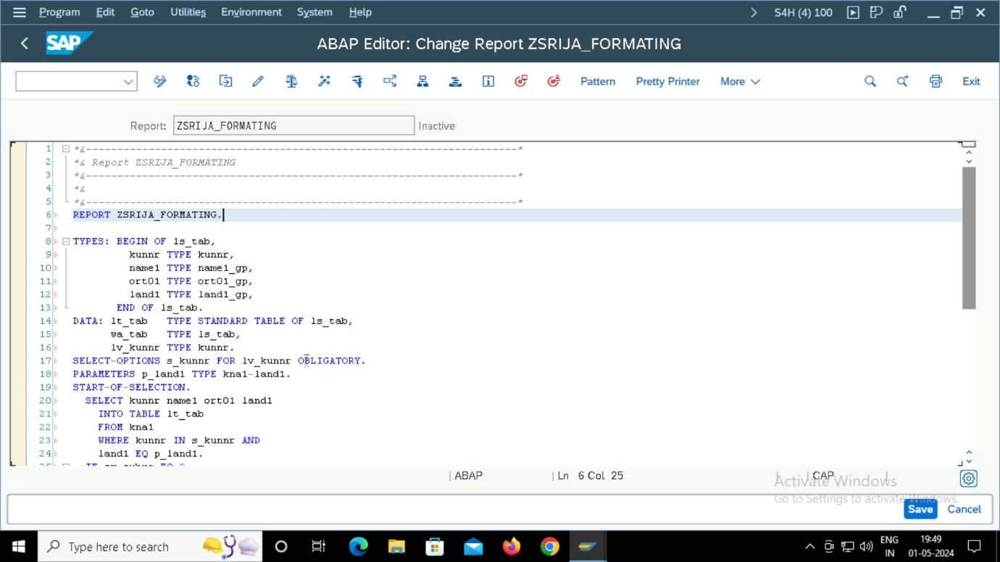 Program Edit Goto Utilities Environment System Help S4H (4) 100
SAP ABAP Editor: Change Report ZSRIJA_FORMATING
Pattern Pretty Printer More Exit
Report: ZSRIJA_FORMATING Inactive
1 *&---------------------------------------------------------------------*
2 *& Report ZSRIJA_FORMATING
3 *&---------------------------------------------------------------------*
4 *&
5 *&---------------------------------------------------------------------*
6 REPORT ZSRIJA_FORMATING.
7
8 TYPES: BEGIN OF ls_tab,
9 kunnr TYPE kunnr,
10 name1 TYPE name1_gp,
11 ort01 TYPE ort01_gp,
12 land1 TYPE land1_gp,
13 END OF ls_tab.
14 DATA: lt_tab TYPE STANDARD TABLE OF ls_tab,
15 wa_tab TYPE ls_tab,
16 lv_kunnr TYPE kunnr.
17 SELECT-OPTIONS s_kunnr FOR lv_kunnr OBLIGATORY.
18 PARAMETERS p_land1 TYPE kna1-land1.
19 START-OF-SELECTION.
20 SELECT kunnr name1 ort01 land1
21 INTO TABLE lt_tab
22 FROM kna1
23 WHERE kunnr IN s_kunnr AND
24 land1 EQ p_land1.
ABAP Ln 6 Col 25 CAP
Activate Windows
Go to Settings to activate Windows.
Save Cancel
Type here to search
ENG 19:49
IN 01-05-2024